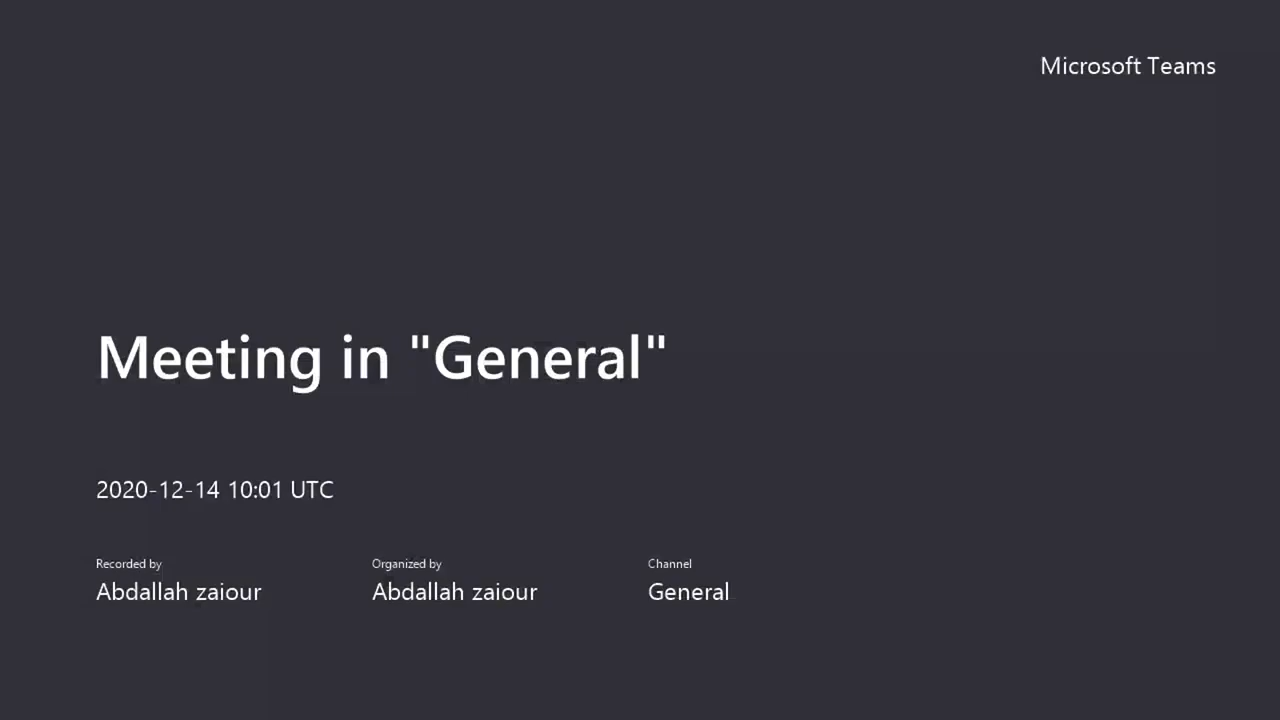 Microsoft Teams
Meeting in "General"
2020-12-14 10:01 UTC
Recorded by
Abdallah zaiour
Organized by
Abdallah zaiour
Channel
General